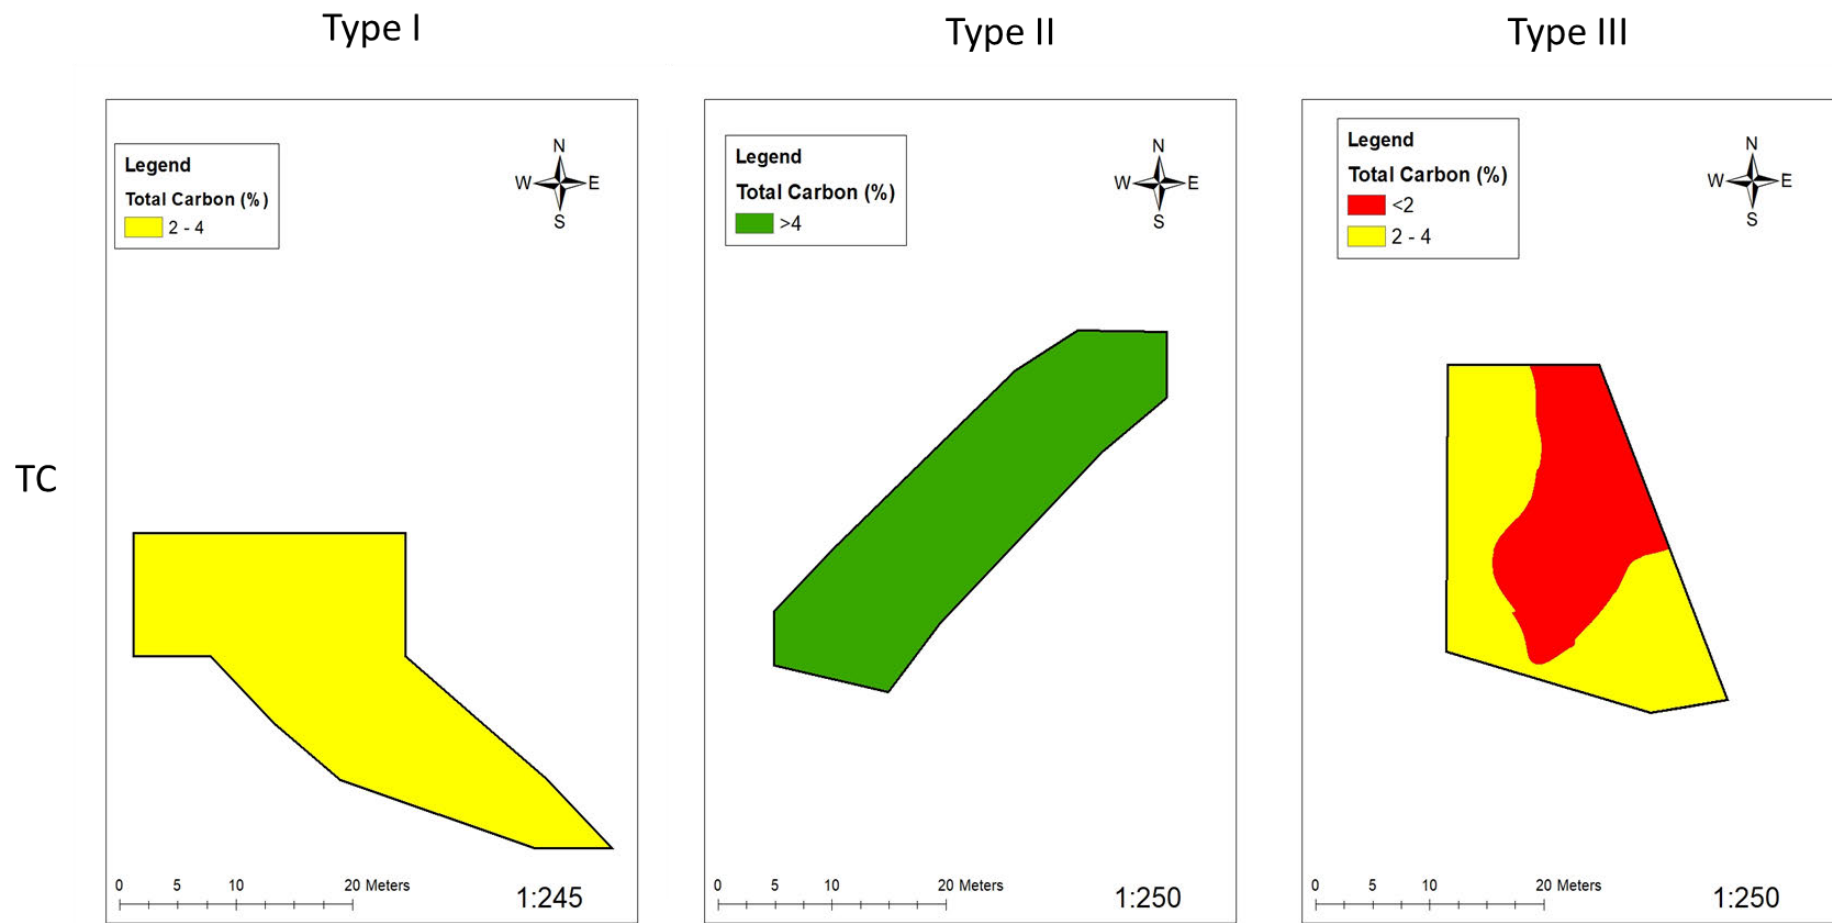 Type I
Type II
Type III
TC
Legend
Total Carbon (%)
2 - 4
N
W E
S
0 5 10 20 Meters
1:245
Legend
Total Carbon (%)
>4
N
W E
S
0 5 10 20 Meters
1:250
Legend
Total Carbon (%)
<2
2 - 4
N
W E
S
0 5 10 20 Meters
1:250